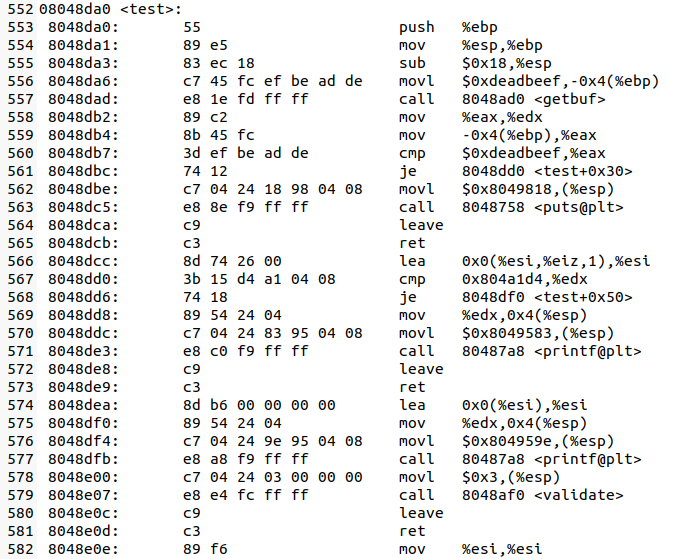 552 08048da0 <test>:
553 8048da0: 55 push %ebp
554 8048da1: 89 e5 mov %esp,%ebp
555 8048da3: 83 ec 18 sub $0x18,%esp
556 8048da6: c7 45 fc ef be ad de movl $0xdeadbeef,-0x4(%ebp)
557 8048dad: e8 1e fd ff ff call 8048ad0 <getbuf>
558 8048db2: 89 c2 mov %eax,%edx
559 8048db4: 8b 45 fc mov -0x4(%ebp),%eax
560 8048db7: 3d ef be ad de cmp $0xdeadbeef,%eax
561 8048dbc: 74 12 je 8048dd0 <test+0x30>
562 8048dbe: c7 04 24 18 98 04 08 movl $0x8049818,(%esp)
563 8048dc5: e8 8e f9 ff ff call 8048758 <puts@plt>
564 8048dca: c9 leave
565 8048dcb: c3 ret
566 8048dcc: 8d 74 26 00 lea 0x0(%esi,%eiz,1),%esi
567 8048dd0: 3b 15 d4 a1 04 08 cmp 0x804a1d4,%edx
568 8048dd6: 74 18 je 8048df0 <test+0x50>
569 8048dd8: 89 54 24 04 mov %edx,0x4(%esp)
570 8048ddc: c7 04 24 83 95 04 08 movl $0x8049583,(%esp)
571 8048de3: e8 c0 f9 ff ff call 80487a8 <printf@plt>
572 8048de8: c9 leave
573 8048de9: c3 ret
574 8048dea: 8d b6 00 00 00 00 lea 0x0(%esi),%esi
575 8048df0: 89 54 24 04 mov %edx,0x4(%esp)
576 8048df4: c7 04 24 9e 95 04 08 movl $0x804959e,(%esp)
577 8048dfb: e8 a8 f9 ff ff call 80487a8 <printf@plt>
578 8048e00: c7 04 24 03 00 00 00 movl $0x3,(%esp)
579 8048e07: e8 e4 fc ff ff call 8048af0 <validate>
580 8048e0c: c9 leave
581 8048e0d: c3 ret
582 8048e0e: 89 f6 mov %esi,%esi